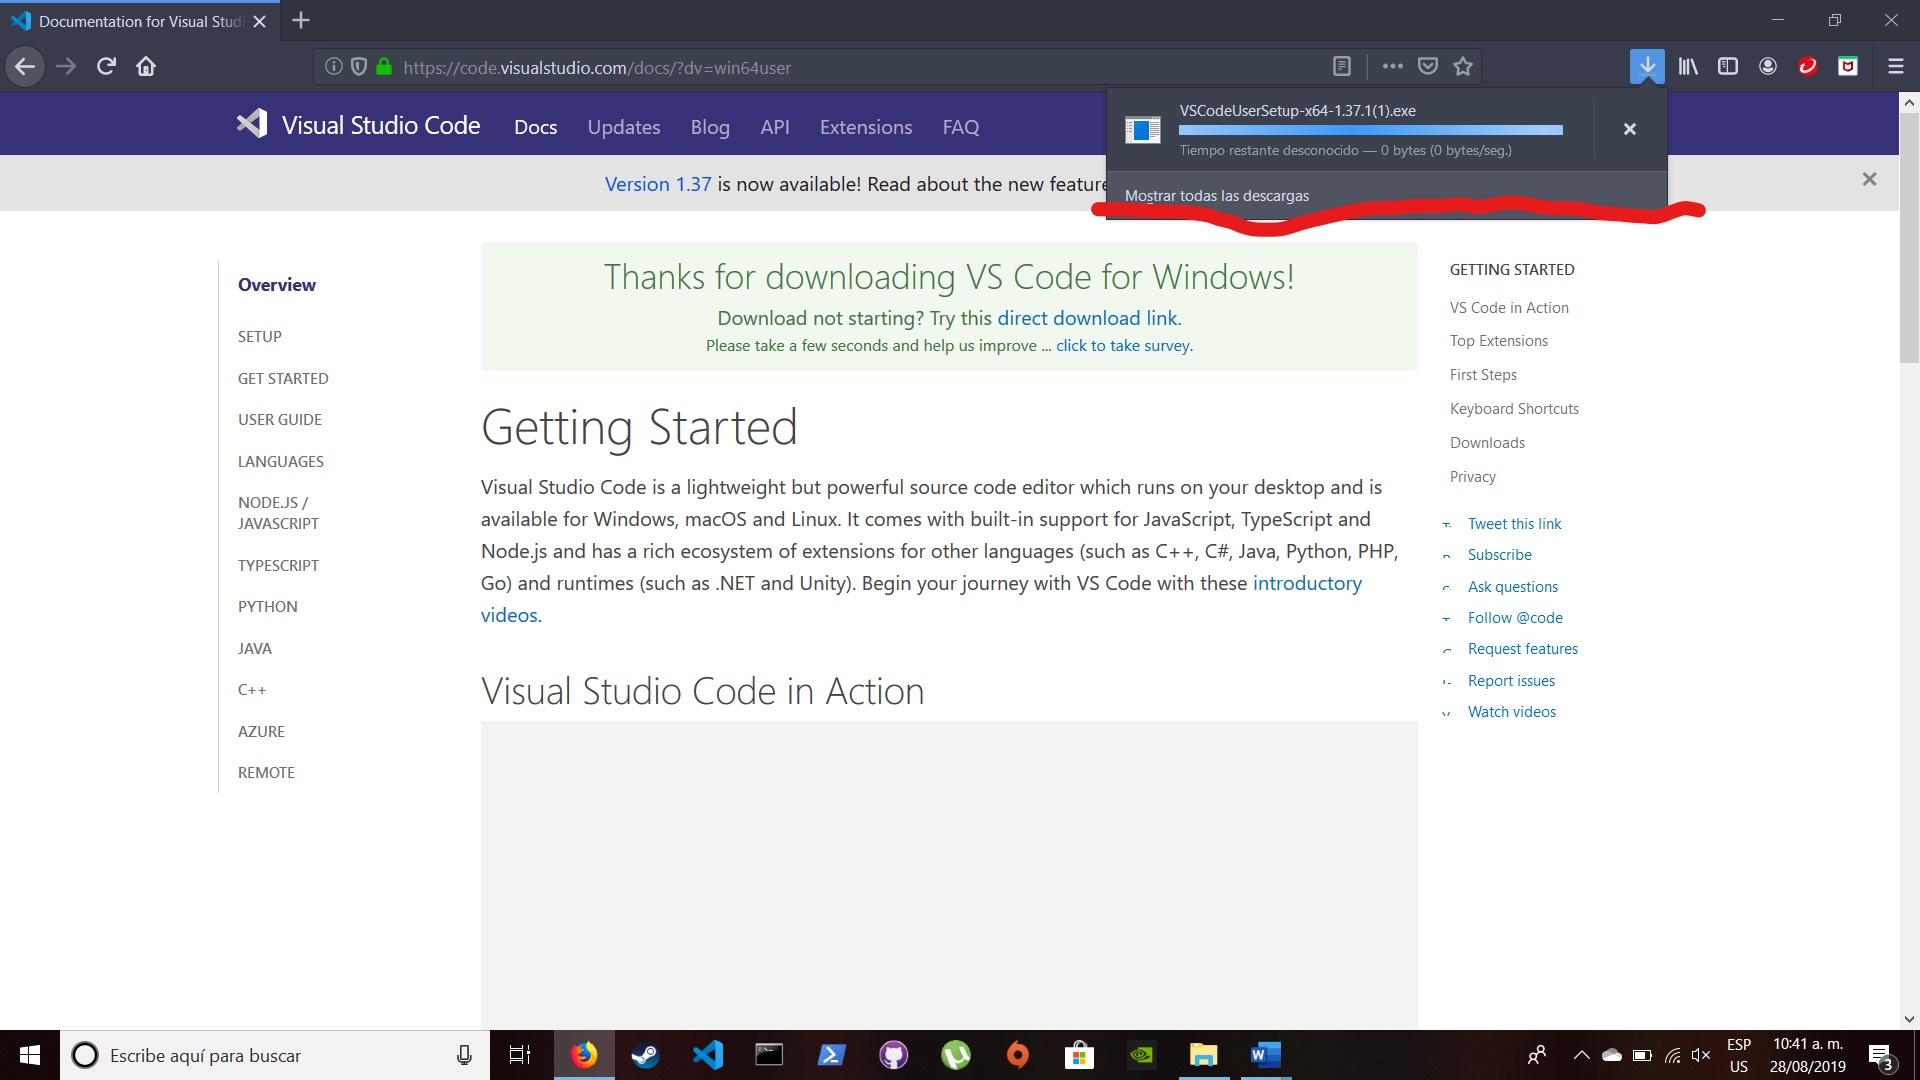 Documentation for Visual Studi
https://code.visualstudio.com/docs/?dv=win64user
VSCodeUserSetup-x64-1.37.1(1).exe
Tiempo restante desconocido — 0 bytes (0 bytes/seg.)
Mostrar todas las descargas
Visual Studio Code
Docs
Updates
Blog
API
Extensions
FAQ
Version 1.37 is now available! Read about the new feature
Overview
SETUP
GET STARTED
USER GUIDE
LANGUAGES
NODE.JS /
JAVASCRIPT
TYPESCRIPT
PYTHON
JAVA
C++
AZURE
REMOTE
Thanks for downloading VS Code for Windows!
Download not starting? Try this direct download link.
Please take a few seconds and help us improve ... click to take survey.
Getting Started
Visual Studio Code is a lightweight but powerful source code editor which runs on your desktop and is
available for Windows, macOS and Linux. It comes with built-in support for JavaScript, TypeScript and
Node.js and has a rich ecosystem of extensions for other languages (such as C++, C#, Java, Python, PHP,
Go) and runtimes (such as .NET and Unity). Begin your journey with VS Code with these introductory
videos.
Visual Studio Code in Action
GETTING STARTED
VS Code in Action
Top Extensions
First Steps
Keyboard Shortcuts
Downloads
Privacy
Tweet this link
Subscribe
Ask questions
Follow @code
Request features
Report issues
Watch videos
Escribe aquí para buscar
ESP
US
10:41 a. m.
28/08/2019
3